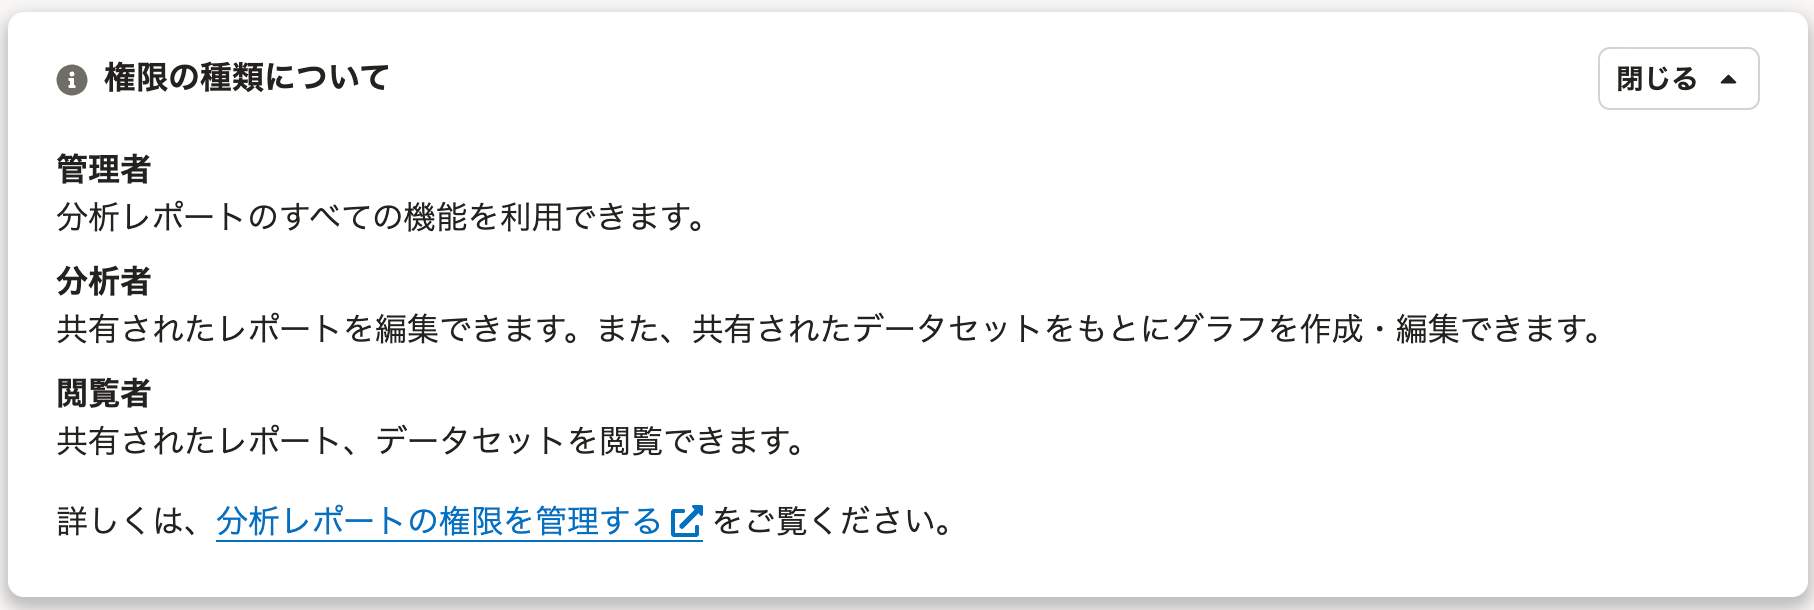 権限の種類について
閉じる
管理者
分析レポートのすべての機能を利用できます。
分析者
共有されたレポートを編集できます。また、共有されたデータセットをもとにグラフを作成・編集できます。
閲覧者
共有されたレポート、データセットを閲覧できます。
詳しくは、分析レポートの権限を管理する をご覧ください。